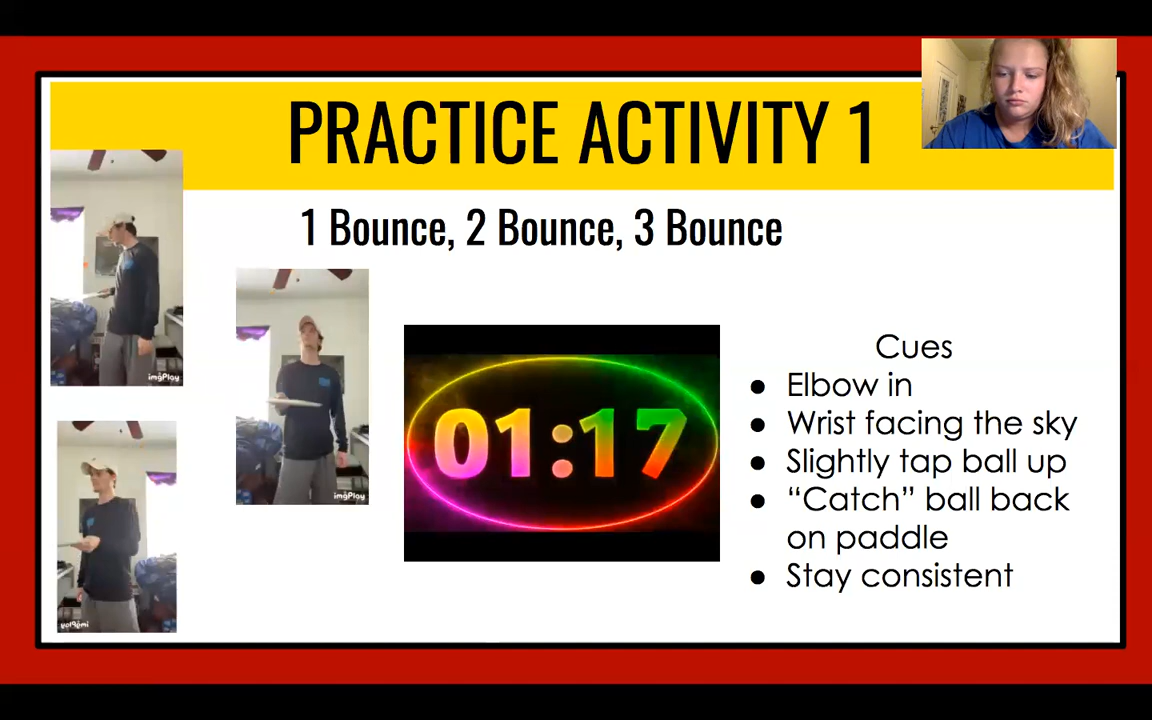 PRACTICE ACTIVITY 1
1 Bounce, 2 Bounce, 3 Bounce
imgPlay
imgPlay
imgPlay
01:17
Cues
● Elbow in
● Wrist facing the sky
● Slightly tap ball up
● “Catch” ball back
on paddle
● Stay consistent